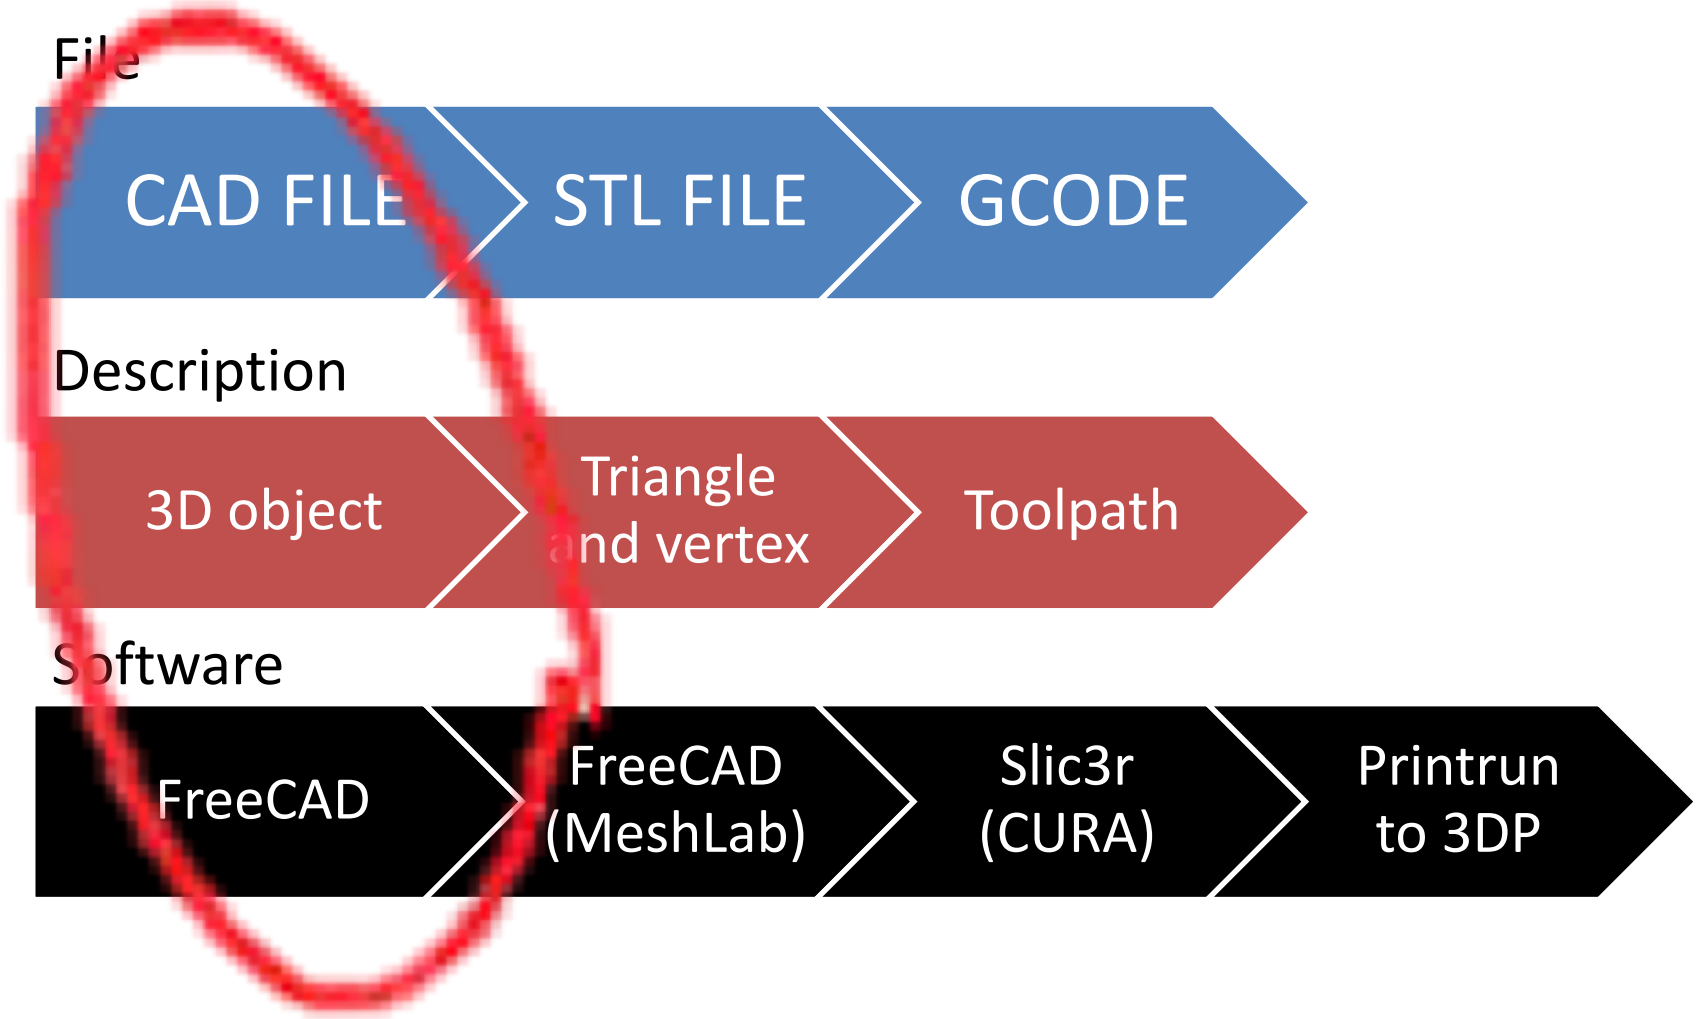 File
CAD FILE
STL FILE
GCODE
Description
3D object
Triangle
and vertex
Toolpath
Software
FreeCAD
FreeCAD
(MeshLab)
Slic3r
(CURA)
Printrun
to 3DP